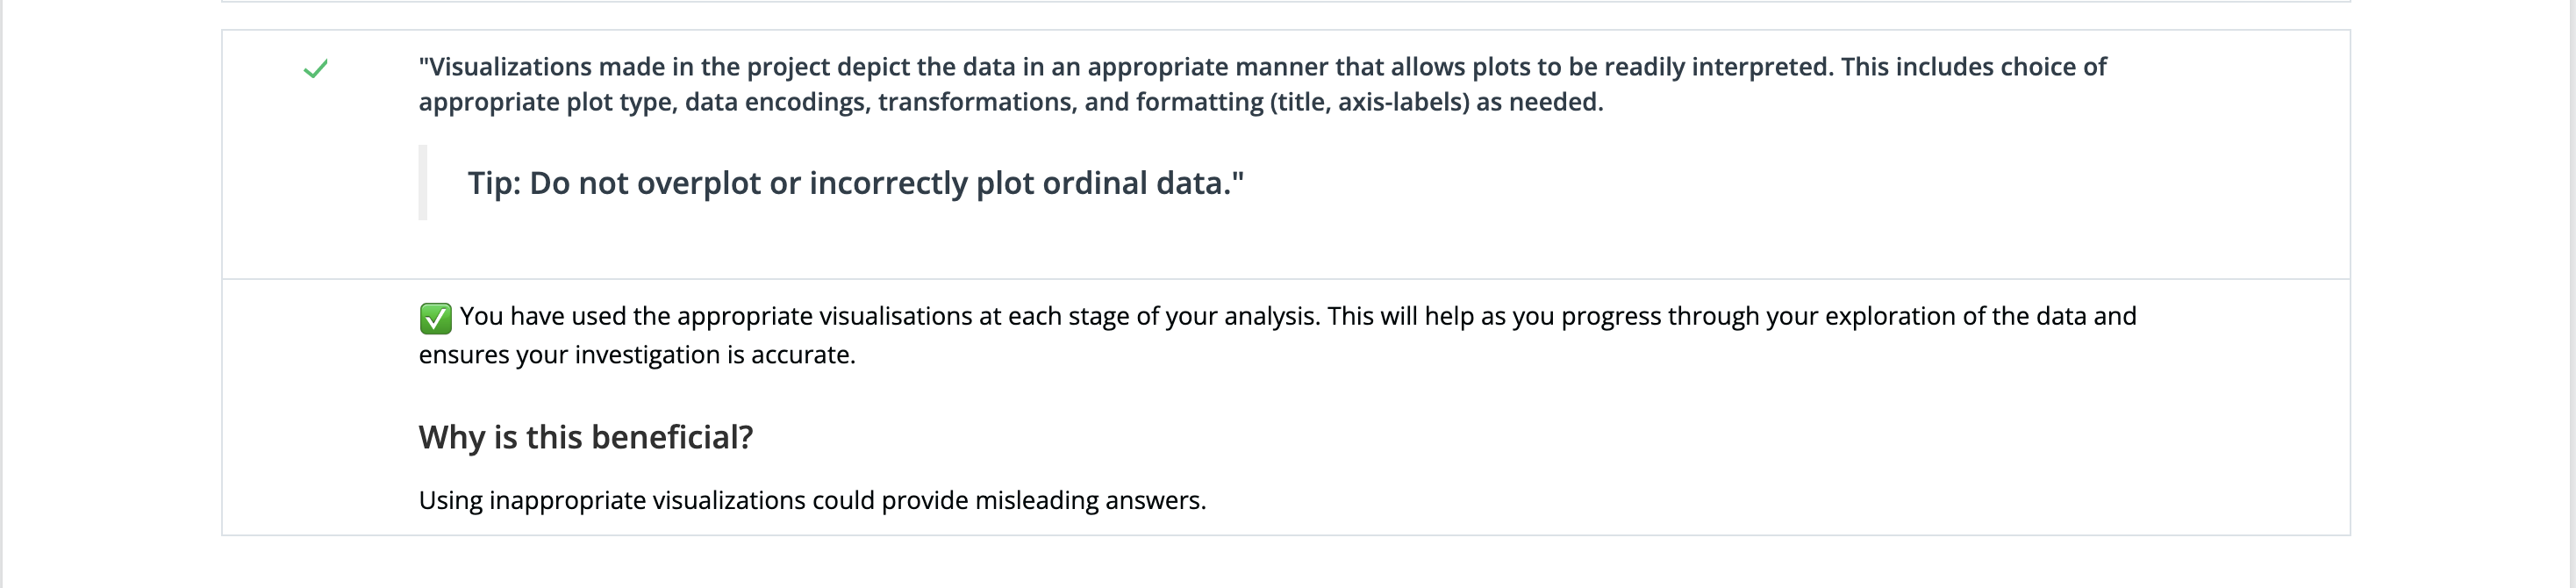 "Visualizations made in the project depict the data in an appropriate manner that allows plots to be readily interpreted. This includes choice of
appropriate plot type, data encodings, transformations, and formatting (title, axis-labels) as needed.
Tip: Do not overplot or incorrectly plot ordinal data."
✅ You have used the appropriate visualisations at each stage of your analysis. This will help as you progress through your exploration of the data and
ensures your investigation is accurate.
Why is this beneficial?
Using inappropriate visualizations could provide misleading answers.